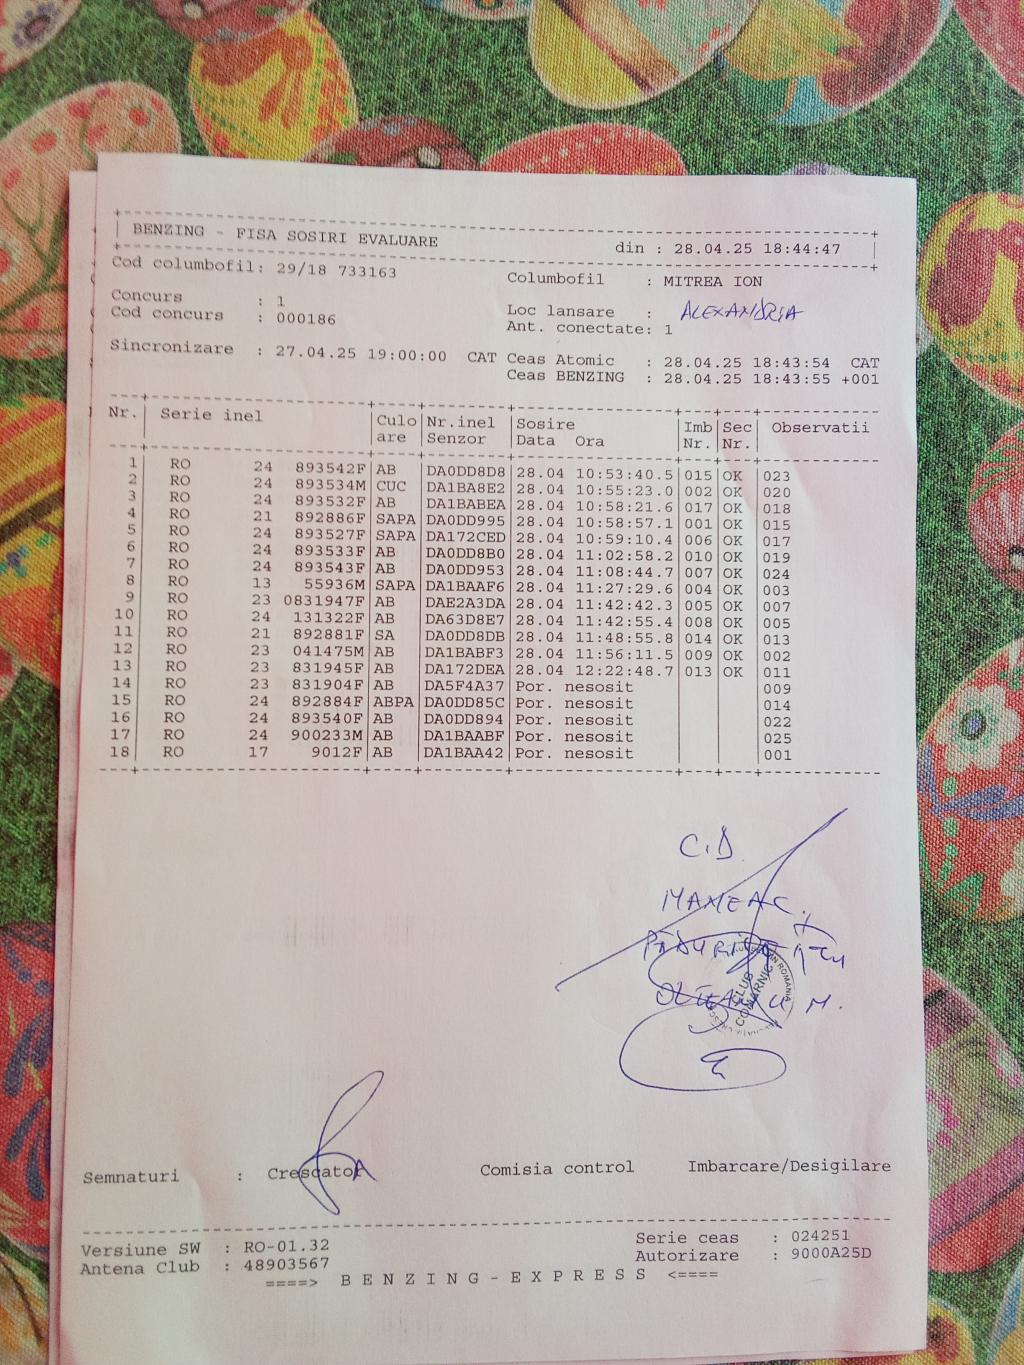 BENZING - FISA SOSIRI EVALUARE din : 28.04.25 18:44:47
Cod columbofil: 29/18 733163 Columbofil : MITREA ION
Concurs : 1 Loc lansare : ALEXANDRIA
Cod concurs : 000186 Ant. conectate: 1
Sincronizare : 27.04.25 19:00:00 CAT Ceas Atomic : 28.04.25 18:43:54 CAT
Ceas BENZING : 28.04.25 18:43:55 +001
Nr. Serie inel Culo Nr.inel Sosire Imb Sec Observatii
are Senzor Data Ora Nr. Nr.
1 RO 24 893542F AB DA0DD8D8 28.04 10:53:40.5 015 OK 023
2 RO 24 893534M CUC DA1BA8E2 28.04 10:55:23.0 002 OK 020
3 RO 24 893532F AB DA1BABEA 28.04 10:58:21.6 017 OK 018
4 RO 21 892886F SAPA DA0DD995 28.04 10:58:57.1 001 OK 015
5 RO 24 893527F SAPA DA172CED 28.04 10:59:10.4 006 OK 017
6 RO 24 893533F AB DA0DD8B0 28.04 11:02:58.2 010 OK 019
7 RO 24 893543F AB DA0DD953 28.04 11:08:44.7 007 OK 024
8 RO 13 55936M SAPA DA1BAAF6 28.04 11:27:29.6 004 OK 003
9 RO 23 0831947F AB DAE2A3DA 28.04 11:42:42.3 005 OK 007
10 RO 24 131322F AB DA63D8E7 28.04 11:42:55.4 008 OK 005
11 RO 21 892881F SA DA0DD8DB 28.04 11:48:55.8 014 OK 013
12 RO 23 041475M AB DA1BABF3 28.04 11:56:11.5 009 OK 002
13 RO 23 831945F AB DA172DEA 28.04 12:22:48.7 013 OK 011
14 RO 23 831904F AB DA5F4A37 Por. nesosit 009
15 RO 24 892884F ABPA DA0DD85C Por. nesosit 014
16 RO 24 893540F AB DA0DD894 Por. nesosit 022
17 RO 24 900233M AB DA1BAABF Por. nesosit 025
18 RO 17 9012F AB DA1BAA42 Por. nesosit 001
C.D.
MANEA C.
M.
CLUB
COMARNIC
ROMANIA
Semnaturi : Crescator Comisia control Imbarcare/Desigilare
Versiune SW : RO-01.32 Serie ceas : 024251
Antena Club : 48903567 Autorizare : 9000A25D
====> B E N Z I N G - E X P R E S S <====